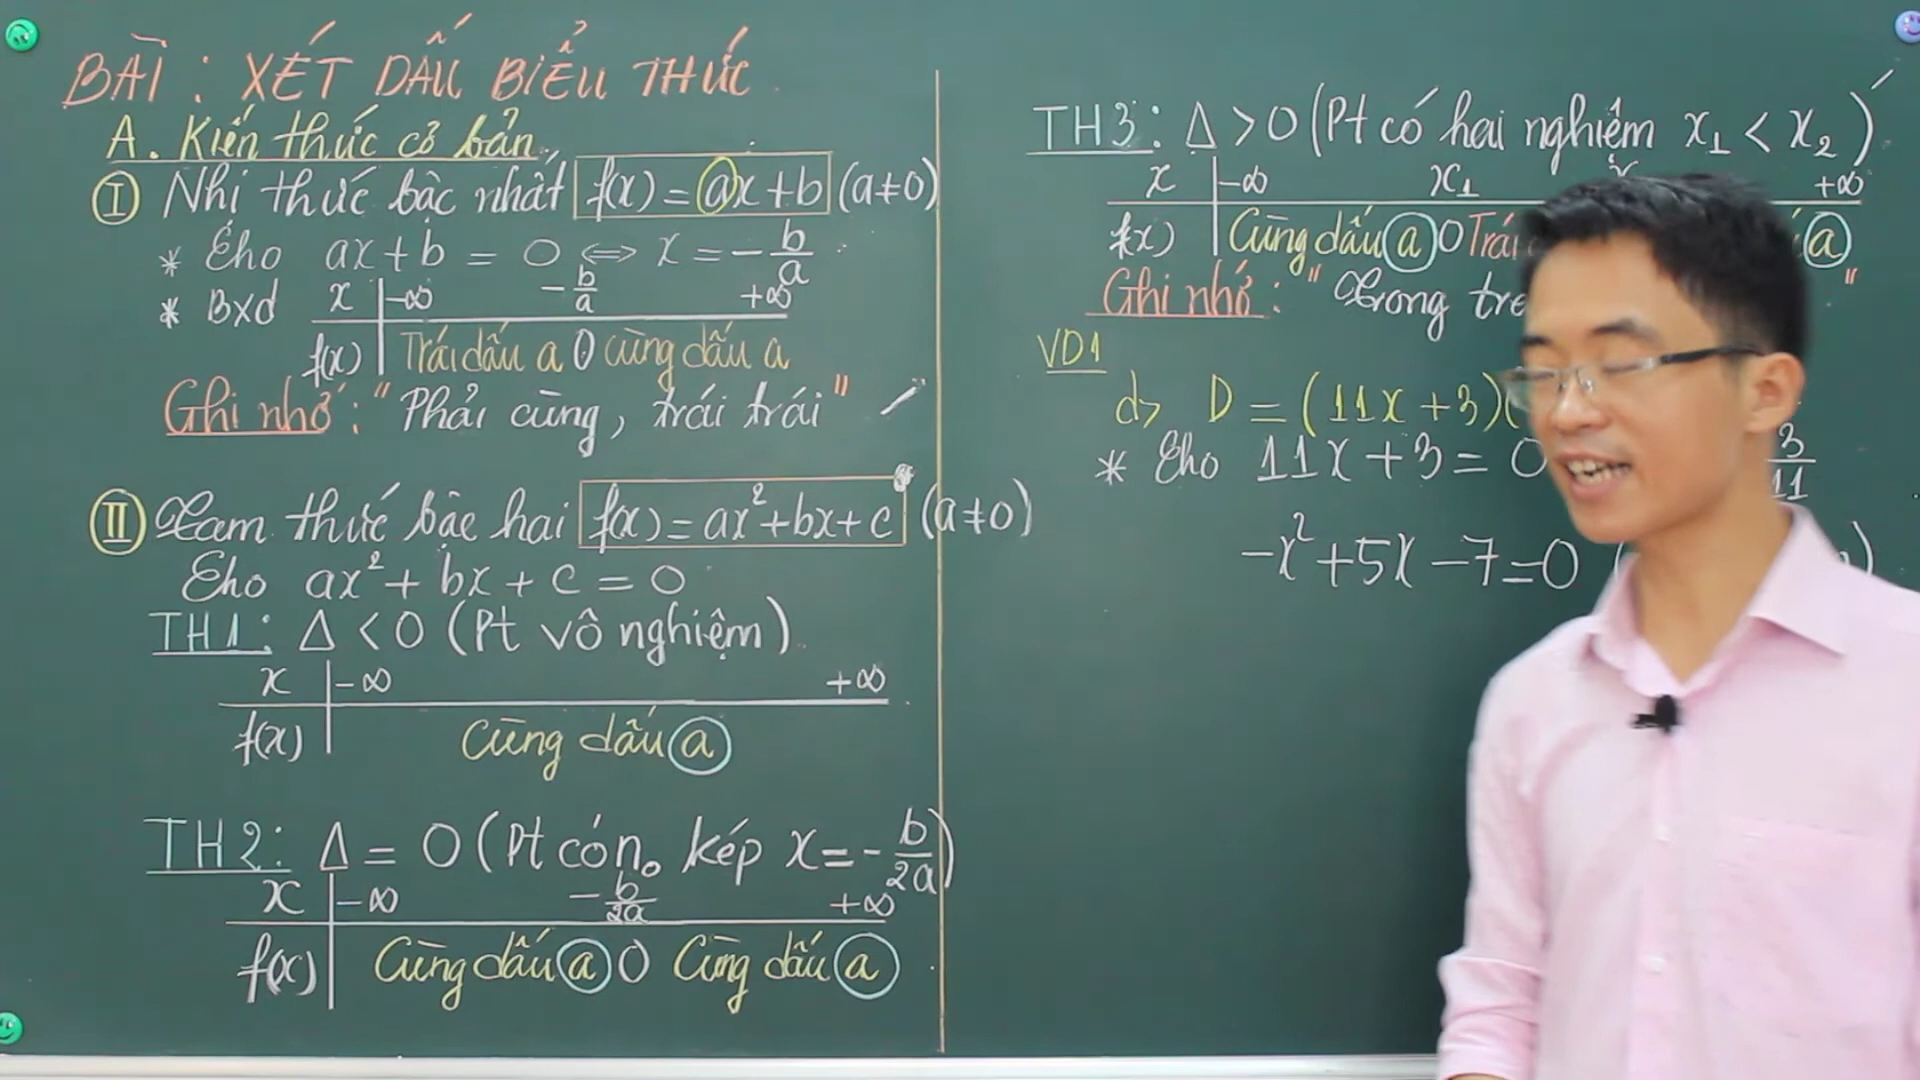 BÀI : XÉT DẤU BIỂU THỨC
A. Kiến thức cơ bản
I Nhị thức bậc nhất f(x) = ax + b (a≠0)
* Cho ax + b = 0 ⇔ x = -b/a
* Bxd x | -∞ -b/a +∞
f(x) | Trái dấu a 0 cùng dấu a
Ghi nhớ : "Phải cùng, trái trái"
II Tam thức bậc hai f(x) = ax² + bx + c (a≠0)
Cho ax² + bx + c = 0
TH1: Δ < 0 (Pt vô nghiệm)
x | -∞ +∞
f(x) | Cùng dấu a
TH2: Δ = 0 (Pt có n₀ kép x = -b/2a)
x | -∞ -b/2a +∞
f(x) | Cùng dấu a 0 Cùng dấu a
TH3: Δ > 0 (Pt có hai nghiệm x₁ < x₂)
x | -∞ x₁ +∞
f(x) | Cùng dấu a 0 a
Ghi nhớ : "Trong "
VD1
d> D = (11x + 3)(
* Cho 11x + 3 = 0 3/11
-x² + 5x - 7 = 0 ( )